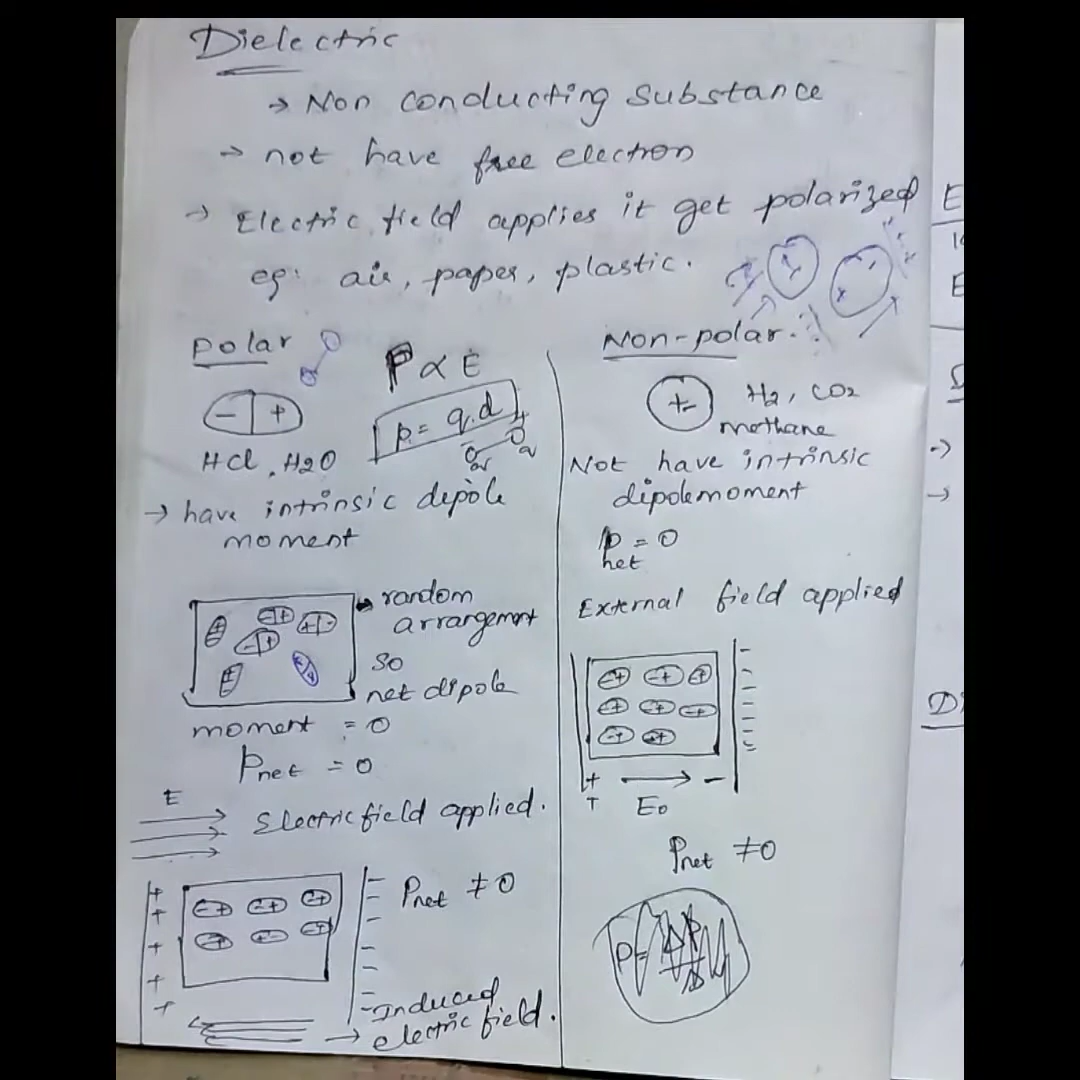 Dielectric
→ Non conducting substance
→ not have free electron
→ Electric field applies it get polarized
eg: air, paper, plastic.
Polar
P ∝ E
- +
p = q.d
HCl, H2O
→ have intrinsic dipole
moment
random
arrangement
so
net dipole
moment = 0
Pnet = 0
E
Electric field applied.
+ + + + +
- + - + - +
- + - + - +
- - - - - -
Pnet ≠ 0
→ induced
electric field.
Non-polar
+- H2, CO2
methane
Not have intrinsic
dipolemoment
Pnet = 0
External field applied
+ → -
+ E0
Pnet ≠ 0